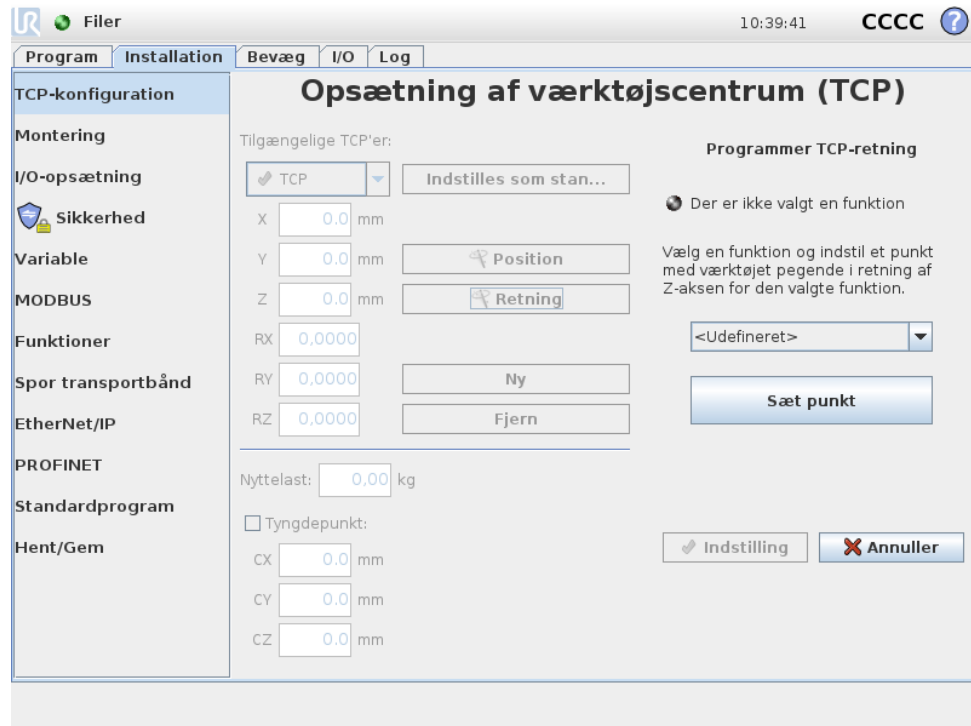 UR Filer 10:39:41 CCCC ?
Program Installation Bevæg I/O Log
TCP-konfiguration
Montering
I/O-opsætning
Sikkerhed
Variable
MODBUS
Funktioner
Spor transportbånd
EtherNet/IP
PROFINET
Standardprogram
Hent/Gem
Opsætning af værktøjscentrum (TCP)
Tilgængelige TCP'er:
TCP Indstilles som stan...
X 0.0 mm
Y 0.0 mm Position
Z 0.0 mm Retning
RX 0,0000
RY 0,0000 Ny
RZ 0,0000 Fjern
Nyttelast: 0,00 kg
Tyngdepunkt:
CX 0.0 mm
CY 0.0 mm
CZ 0.0 mm
Programmer TCP-retning
Der er ikke valgt en funktion
Vælg en funktion og indstil et punkt
med værktøjet pegende i retning af
Z-aksen for den valgte funktion.
<Udefineret>
Sæt punkt
Indstilling Annuller